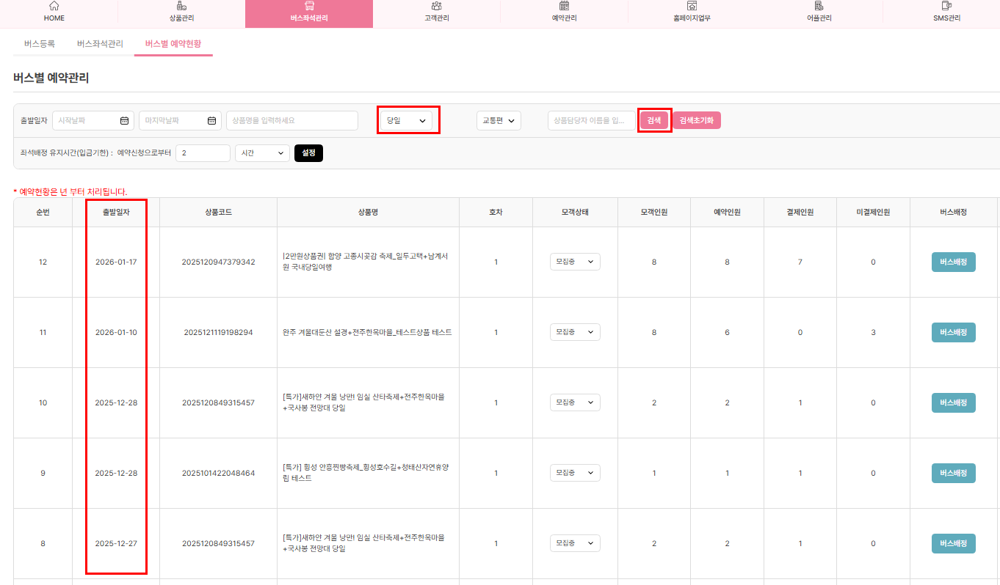 HOME 상품관리 버스좌석관리 고객관리 예약관리 홈페이지업무 어플관리 SMS관리
버스등록 버스좌석관리 버스별 예약현황
버스별 예약관리
출발일자 시작날짜 마지막날짜 상품명을 입력하세요 당일 교통편 상품담당자 이름을 입... 검색 검색초기화
좌석배정 유지시간(입금기한) : 예약신청으로부터 2 시간 설정
* 예약현황은 년 부터 처리됩니다.
순번 출발일자 상품코드 상품명 호차 모객상태 모객인원 예약인원 결제인원 미결제인원 버스배정
12 2026-01-17 2025120947379342 |2만원상품권| 함양 고종시곶감 축제_일두고택+남계서
원 국내당일여행 1 모집중 8 8 7 0 버스배정
11 2026-01-10 2025121119198294 완주 겨울대둔산 설경+전주한옥마을_테스트상품 테스트 1 모집중 8 6 0 3 버스배정
10 2025-12-28 2025120849315457 [특가]새하얀 겨울 낭만! 임실 산타축제+전주한옥마을
+국사봉 전망대 당일 1 모집중 2 2 1 0 버스배정
9 2025-12-28 2025101422048464 [특가] 횡성 안흥찐빵축제_횡성호수길+청태산자연휴양
림 테스트 1 모집중 1 1 1 0 버스배정
8 2025-12-27 2025120849315457 [특가]새하얀 겨울 낭만! 임실 산타축제+전주한옥마을
+국사봉 전망대 당일 1 모집중 2 2 1 0 버스배정